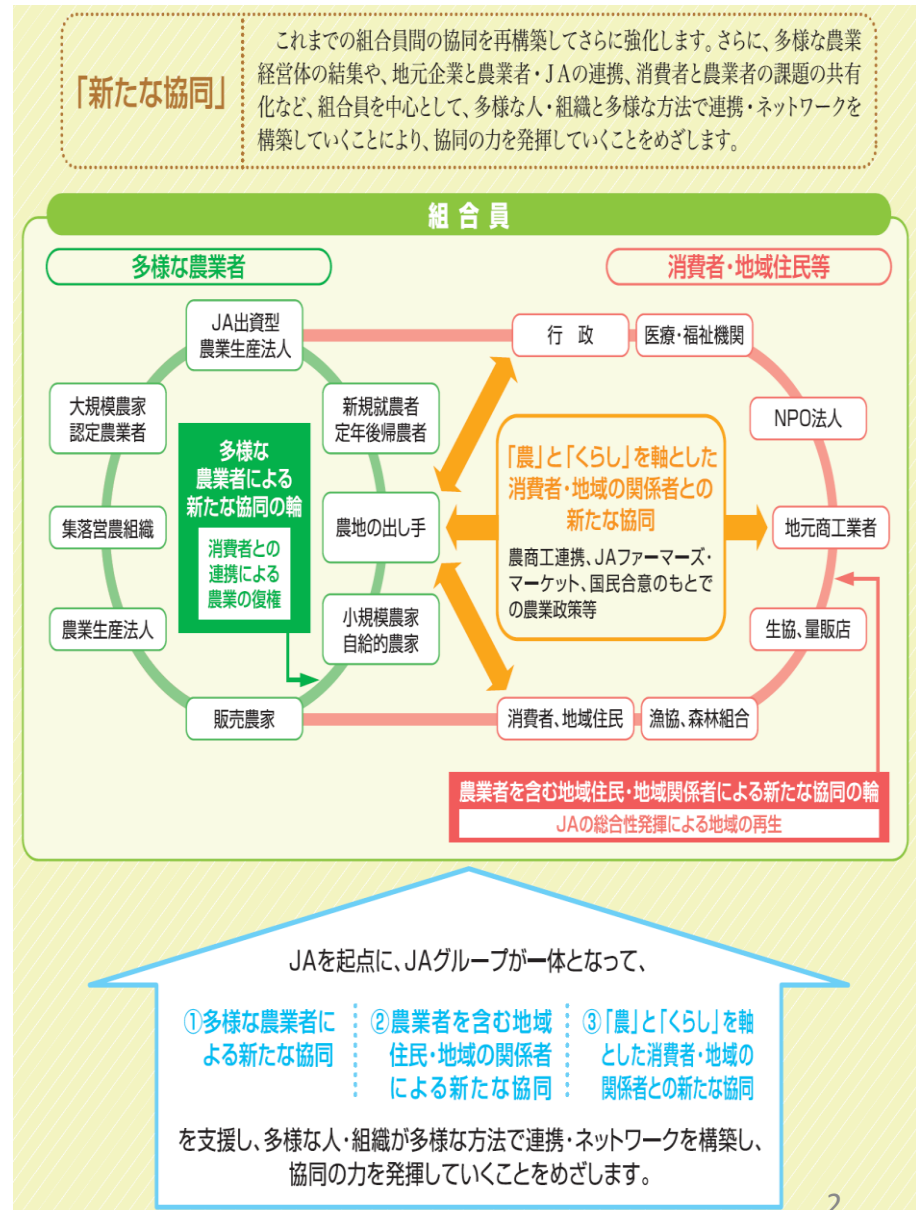 「新たな協同」
これまでの組合員間の協同を再構築してさらに強化します。さらに、多様な農業
経営体の結集や、地元企業と農業者・JAの連携、消費者と農業者の課題の共有
化など、組合員を中心として、多様な人・組織と多様な方法で連携・ネットワークを
構築していくことにより、協同の力を発揮していくことをめざします。
組合員
多様な農業者
消費者・地域住民等
JA出資型
農業生産法人
大規模農家
認定農業者
集落営農組織
農業生産法人
販売農家
新規就農者
定年後帰農者
農地の出し手
小規模農家
自給的農家
多様な
農業者による
新たな協同の輪
消費者との
連携による
農業の復権
行 政
医療・福祉機関
NPO法人
地元商工業者
生協、量販店
漁協、森林組合
消費者、地域住民
「農」と「くらし」を軸とした
消費者・地域の関係者との
新たな協同
農商工連携、JAファーマーズ・
マーケット、国民合意のもとで
の農業政策等
農業者を含む地域住民・地域関係者による新たな協同の輪
JAの総合性発揮による地域の再生
JAを起点に、JAグループが一体となって、
①多様な農業者に
よる新たな協同
②農業者を含む地域
住民・地域の関係者
による新たな協同
③「農」と「くらし」を軸
とした消費者・地域の
関係者との新たな協同
を支援し、多様な人・組織が多様な方法で連携・ネットワークを構築し、
協同の力を発揮していくことをめざします。
2